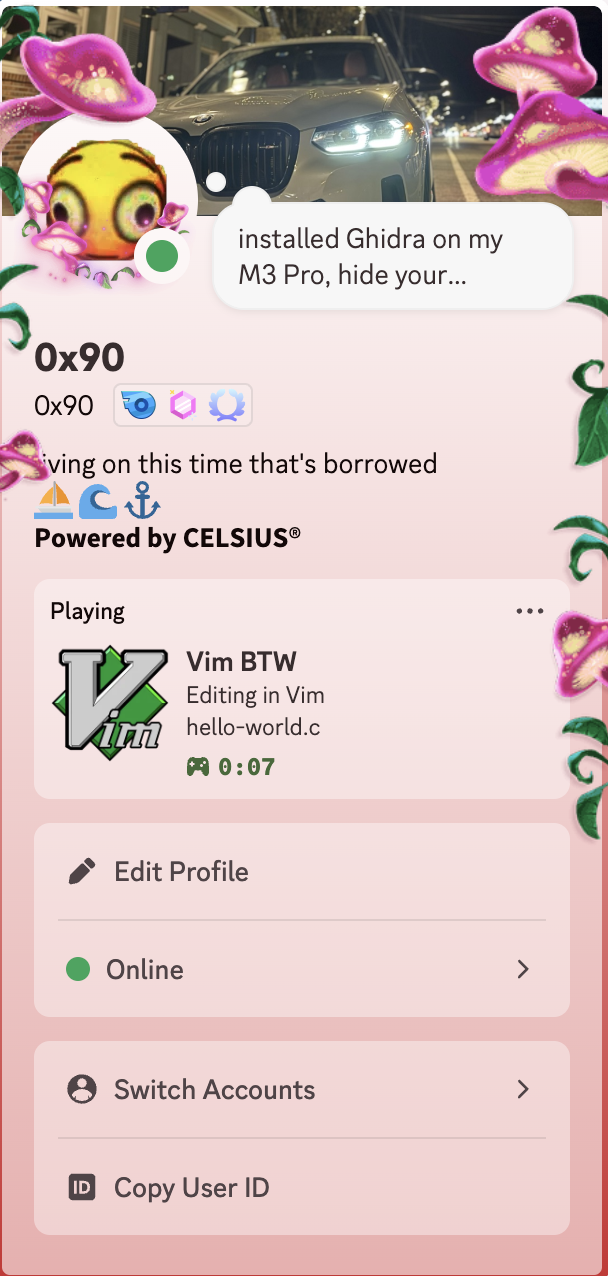 installed Ghidra on my
M3 Pro, hide your...
0x90
0x90
iving on this time that's borrowed
Powered by CELSIUS®
Playing
Vim
Vim BTW
Editing in Vim
hello-world.c
0:07
Edit Profile
Online
Switch Accounts
ID
Copy User ID